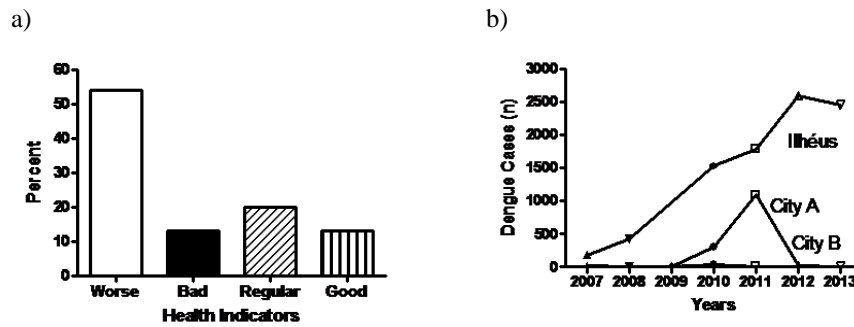 a)
b)
60
50
40
30
20
10
0
Percent
Worse Bad Regular Good
Health Indicators
3000
2500
2000
1500
1000
500
0
Dengue Cases (n)
Ilhéus
City A
City B
2007 2008 2009 2010 2011 2012 2013
Years